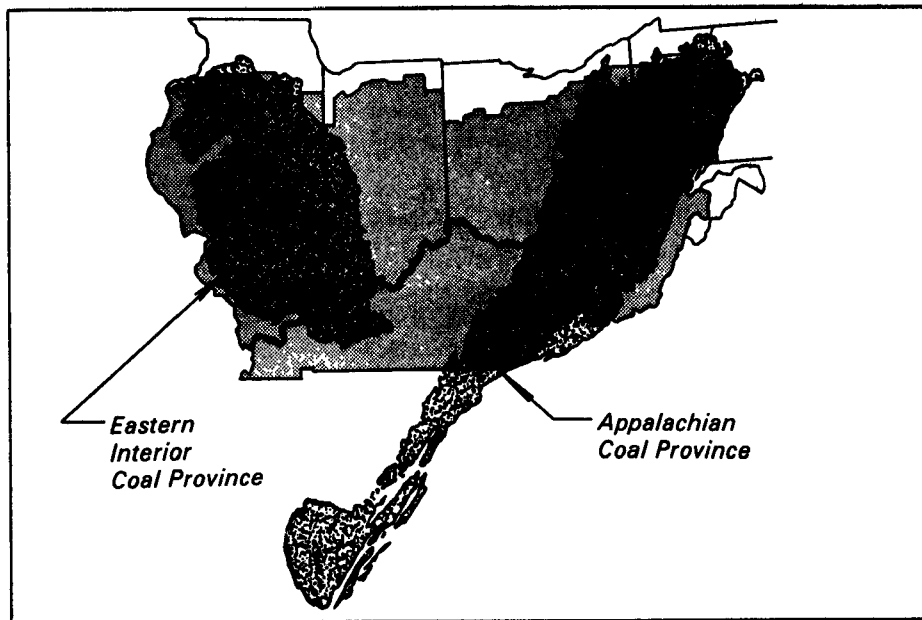 Eastern
Interior
Coal Province
Appalachian
Coal Province